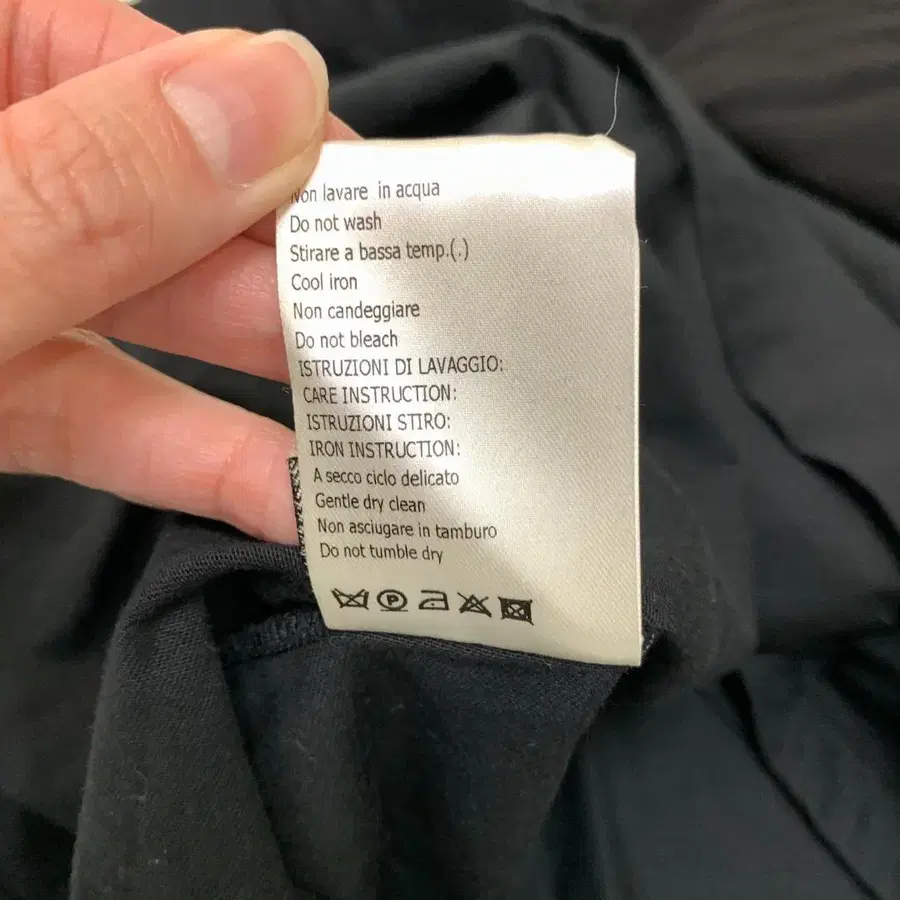 Non lavare in acqua
Do not wash
Stirare a bassa temp.(.)
Cool iron
Non candeggiare
Do not bleach
ISTRUZIONI DI LAVAGGIO:
CARE INSTRUCTION:
ISTRUZIONI STIRO:
IRON INSTRUCTION:
A secco ciclo delicato
Gentle dry clean
Non asciugare in tamburo
Do not tumble dry
P